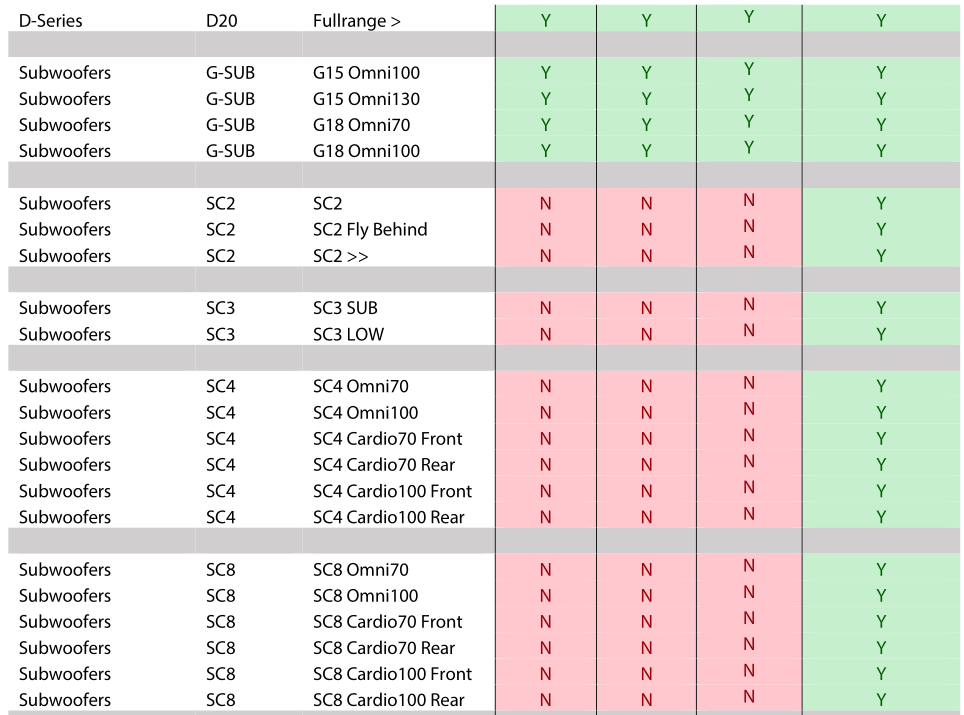 D-Series D20 Fullrange > Y Y Y Y
Subwoofers G-SUB G15 Omni100 Y Y Y Y
Subwoofers G-SUB G15 Omni130 Y Y Y Y
Subwoofers G-SUB G18 Omni70 Y Y Y Y
Subwoofers G-SUB G18 Omni100 Y Y Y Y
Subwoofers SC2 SC2 N N N Y
Subwoofers SC2 SC2 Fly Behind N N N Y
Subwoofers SC2 SC2 >> N N N Y
Subwoofers SC3 SC3 SUB N N N Y
Subwoofers SC3 SC3 LOW N N N Y
Subwoofers SC4 SC4 Omni70 N N N Y
Subwoofers SC4 SC4 Omni100 N N N Y
Subwoofers SC4 SC4 Cardio70 Front N N N Y
Subwoofers SC4 SC4 Cardio70 Rear N N N Y
Subwoofers SC4 SC4 Cardio100 Front N N N Y
Subwoofers SC4 SC4 Cardio100 Rear N N N Y
Subwoofers SC8 SC8 Omni70 N N N Y
Subwoofers SC8 SC8 Omni100 N N N Y
Subwoofers SC8 SC8 Cardio70 Front N N N Y
Subwoofers SC8 SC8 Cardio70 Rear N N N Y
Subwoofers SC8 SC8 Cardio100 Front N N N Y
Subwoofers SC8 SC8 Cardio100 Rear N N N Y